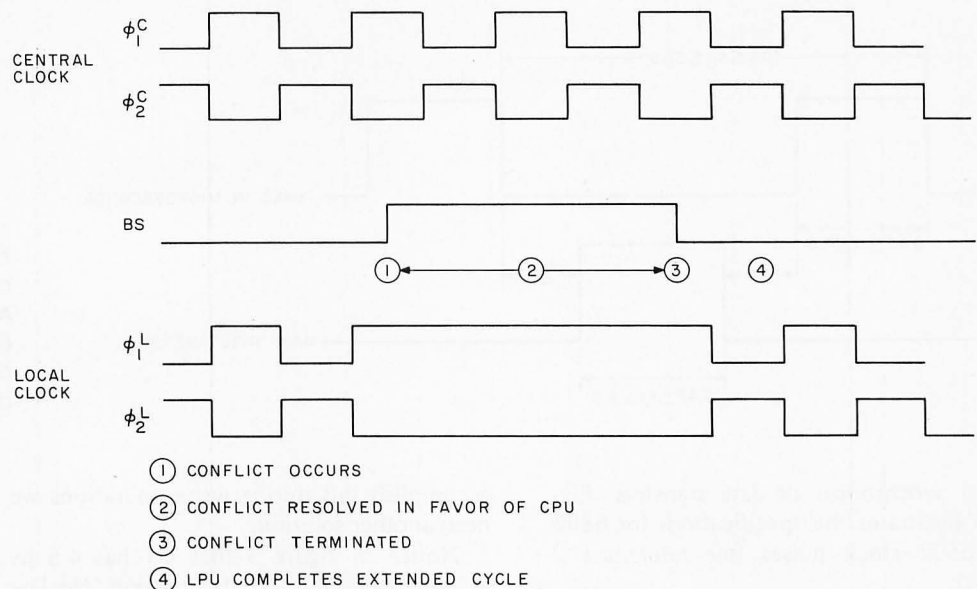 CENTRAL
CLOCK
ϕ₁ᶜ
ϕ₂ᶜ
BS
① ② ③ ④
LOCAL
CLOCK
ϕ₁ᴸ
ϕ₂ᴸ
① CONFLICT OCCURS
② CONFLICT RESOLVED IN FAVOR OF CPU
③ CONFLICT TERMINATED
④ LPU COMPLETES EXTENDED CYCLE